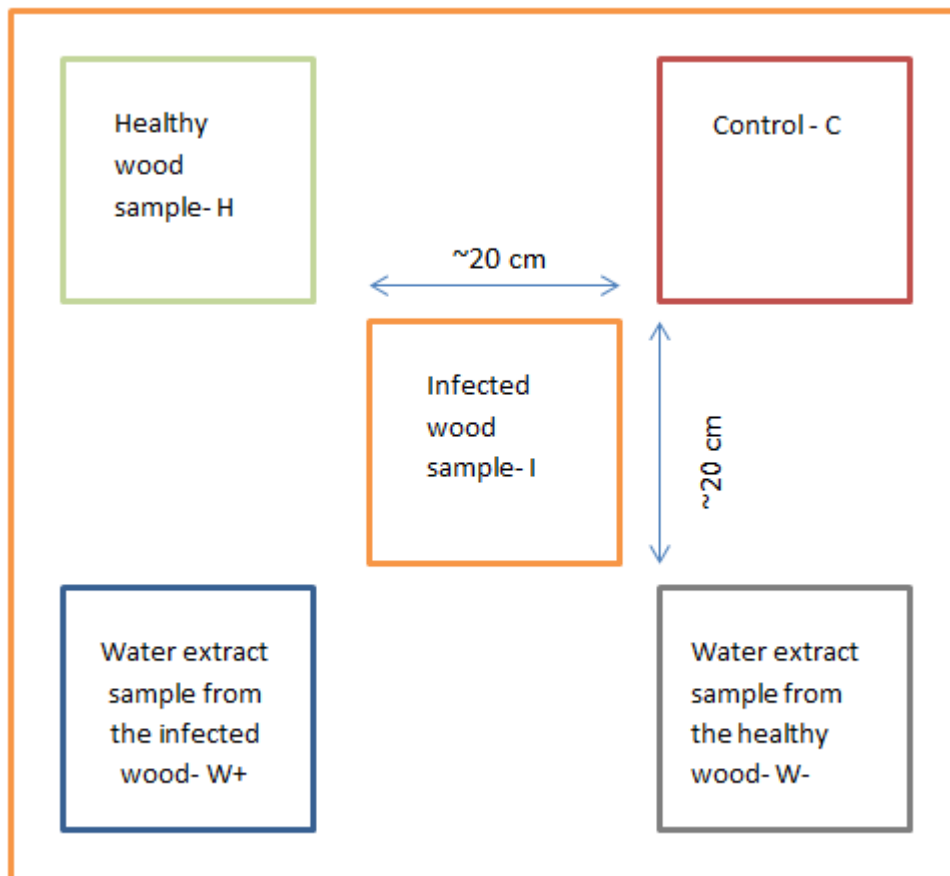 Healthy
wood
sample- H
Control - C
~20 cm
Infected
wood
sample- I
~20 cm
Water extract
sample from
the infected
wood- W+
Water extract
sample from
the healthy
wood- W-